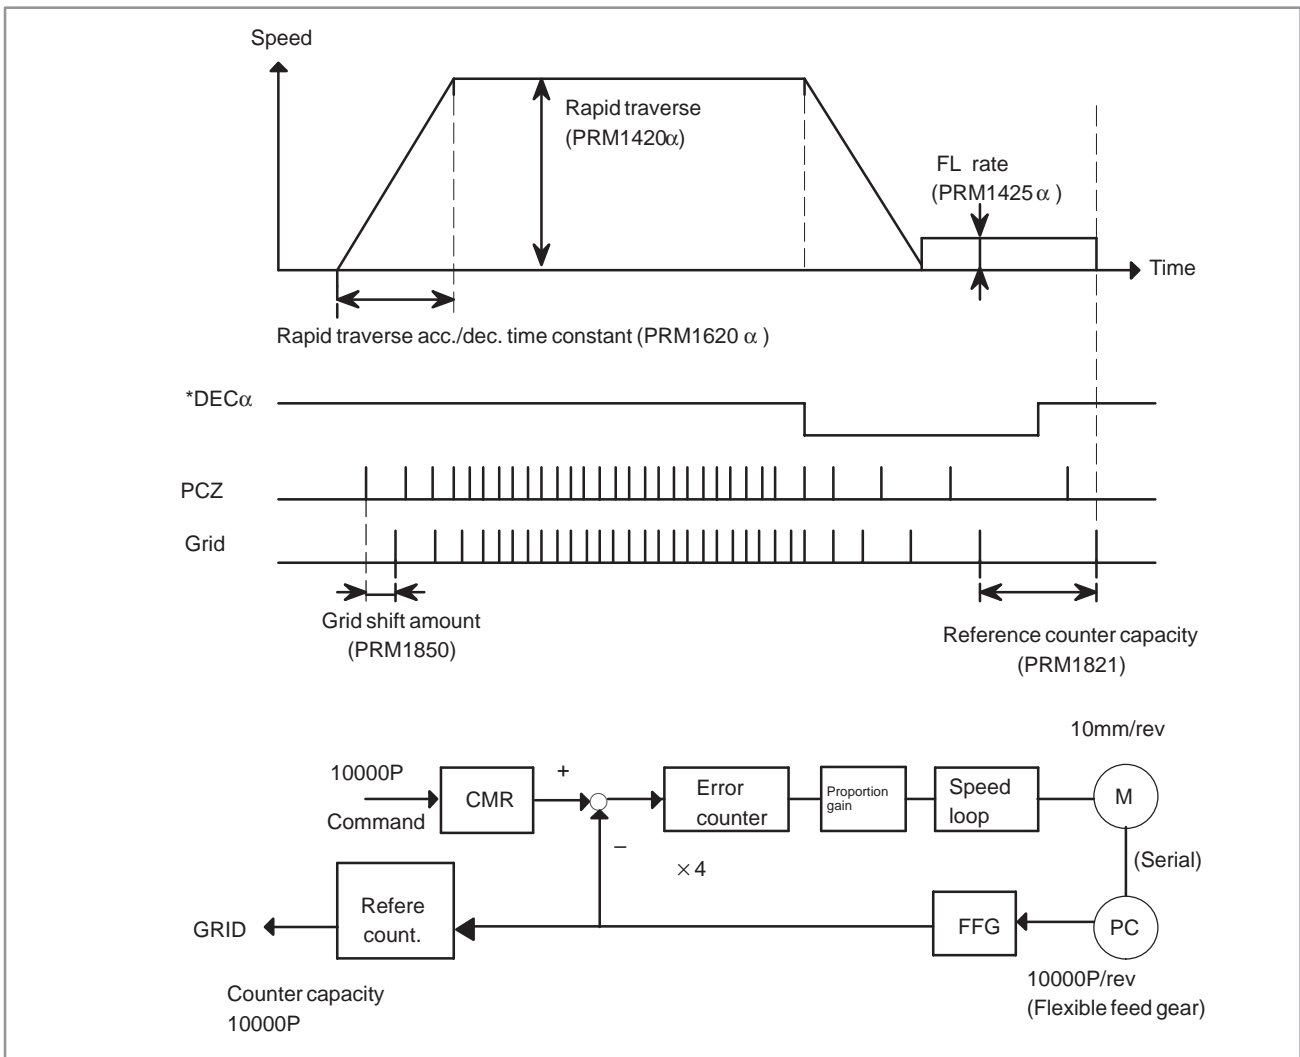 Speed
Rapid traverse
(PRM1420α)
FL rate
(PRM1425 α )
Time
Rapid traverse acc./dec. time constant (PRM1620 α )
*DECα
PCZ
Grid
Grid shift amount
(PRM1850)
Reference counter capacity
(PRM1821)
10mm/rev
10000P
Command
CMR
+
−
Error
counter
Proportion
gain
Speed
loop
M
×4
(Serial)
GRID
Refere
count.
FFG
PC
Counter capacity
10000P
10000P/rev
(Flexible feed gear)